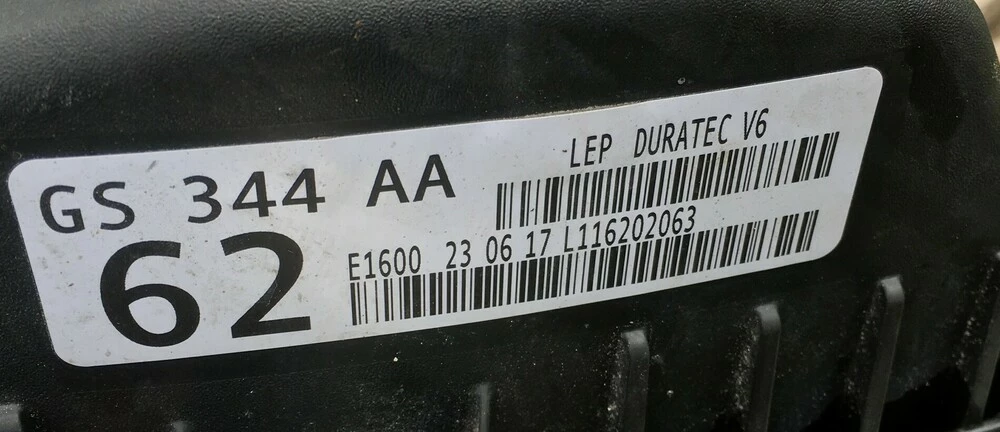 GS 344 AA
LEP DURATEC V6
62
E1600 23 06 17 L116202063